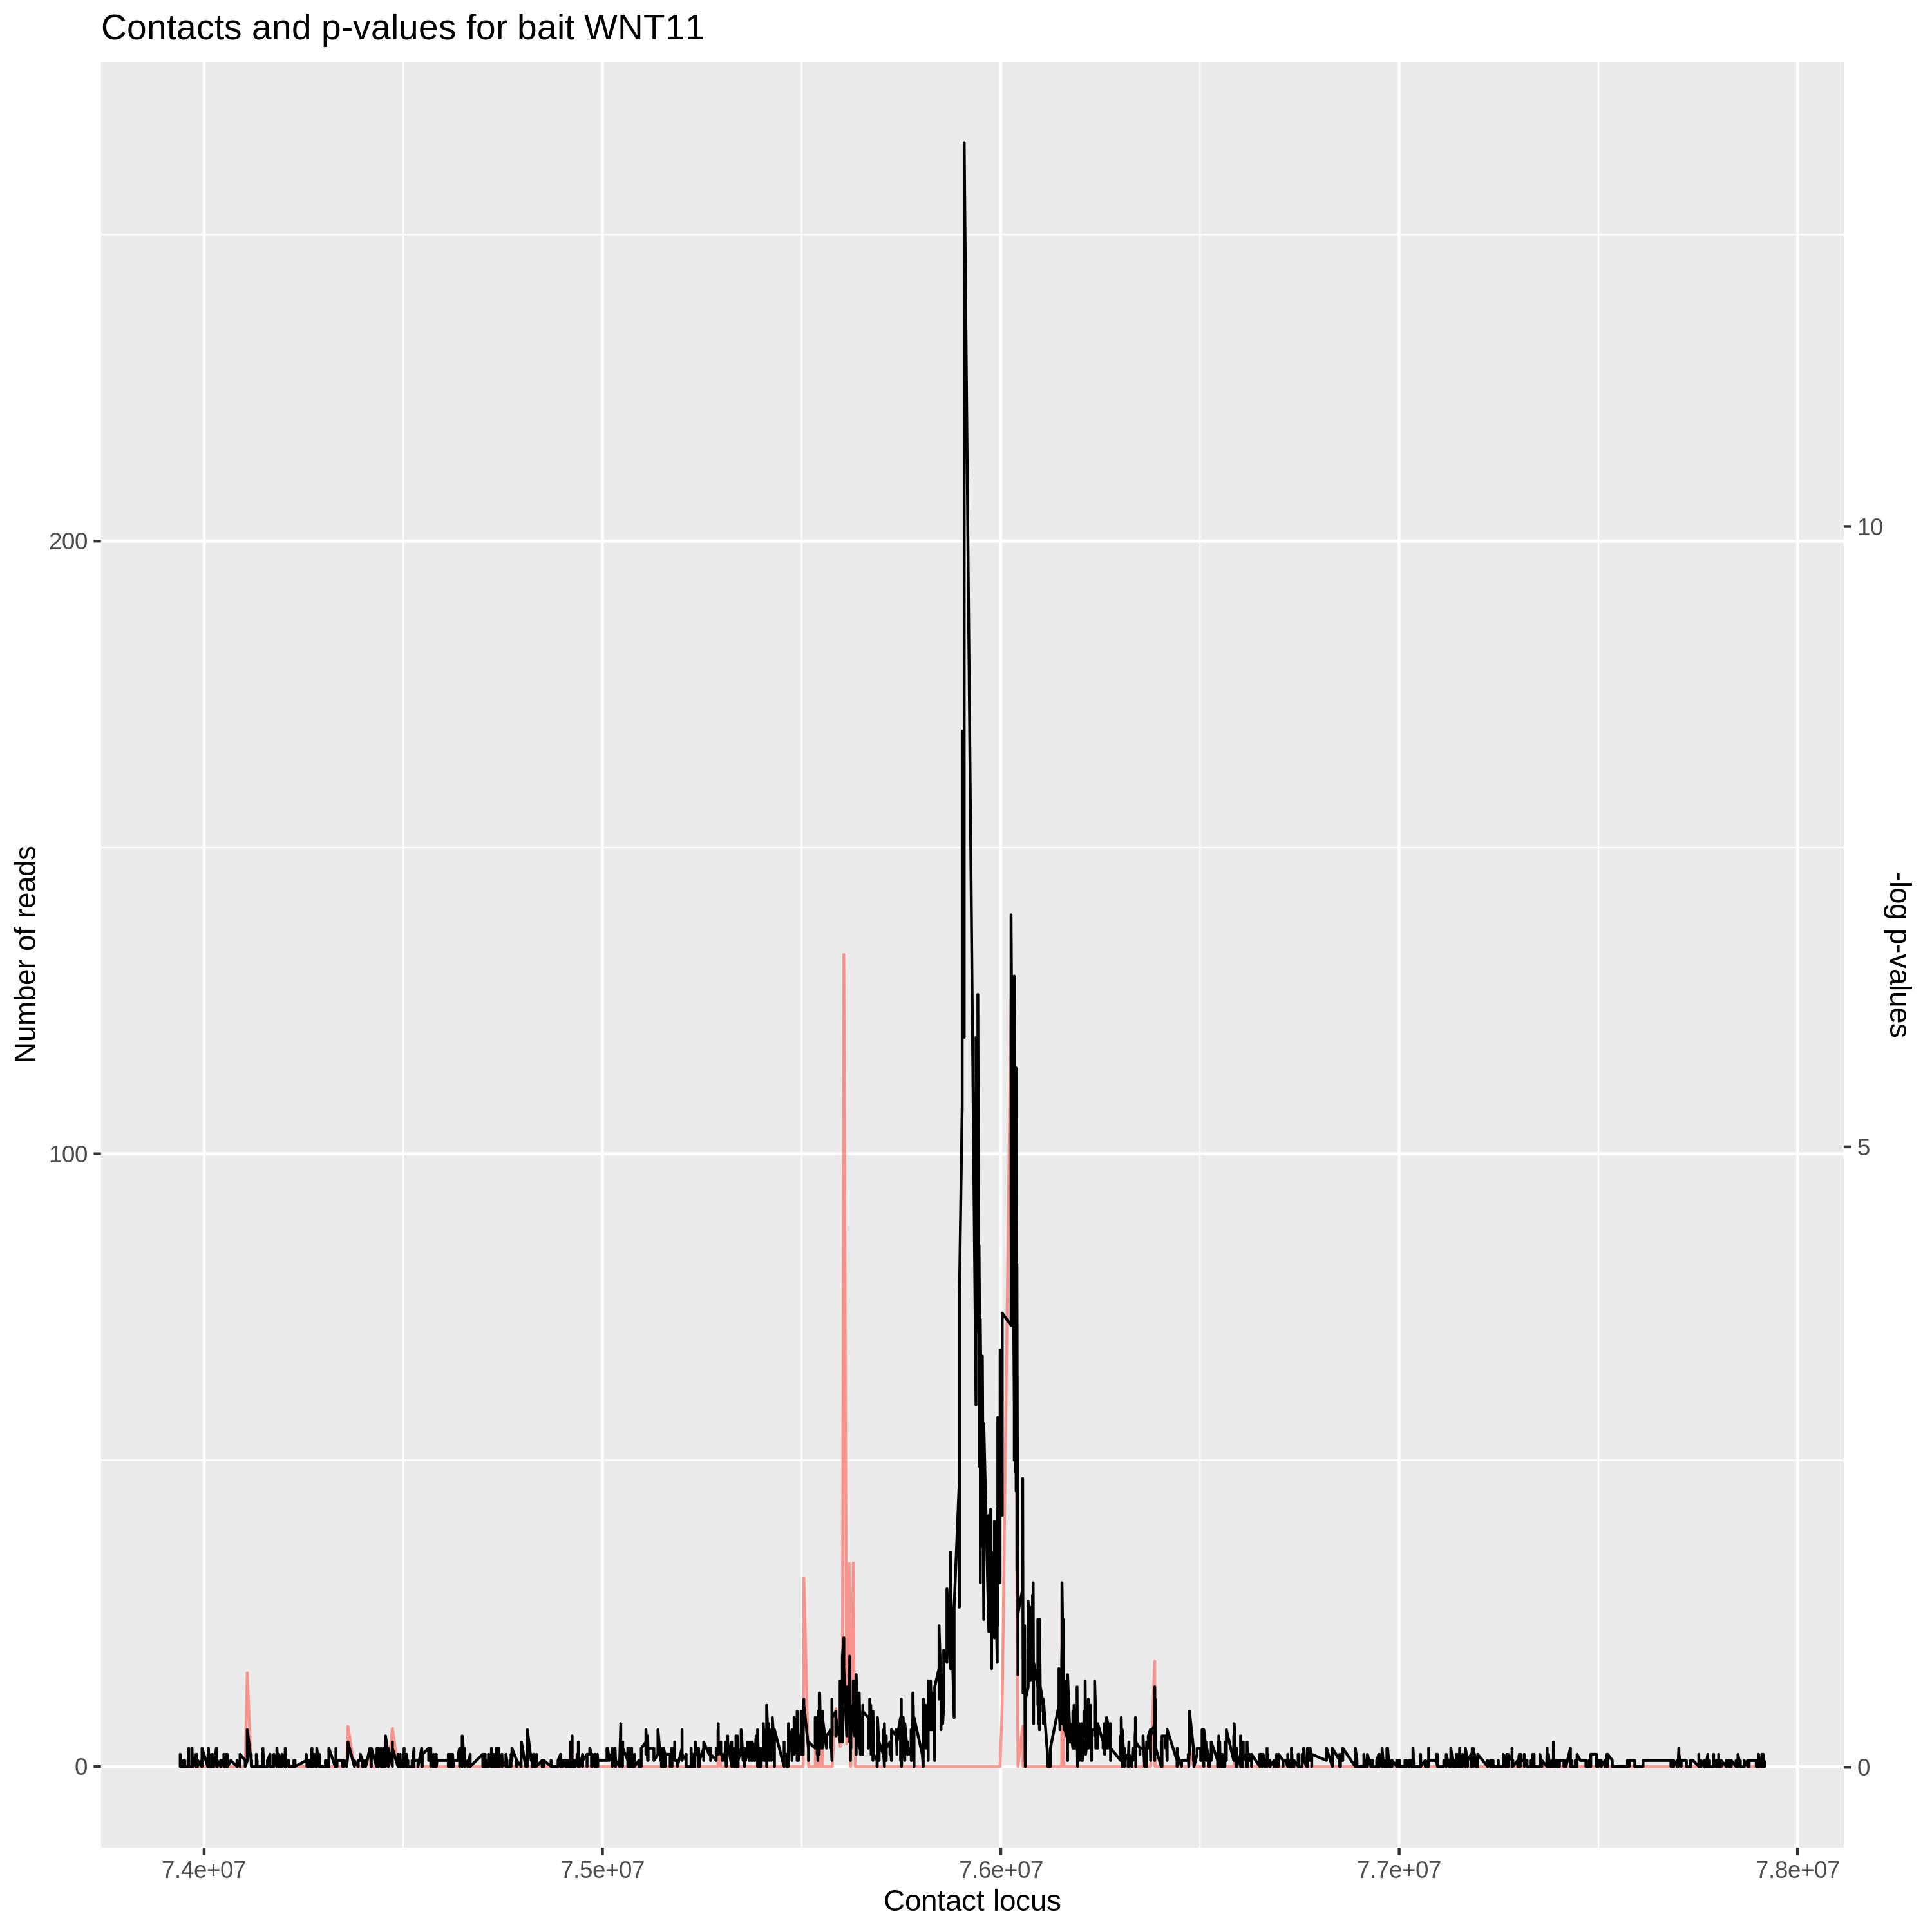 Contacts and p-values for bait WNT11
Number of reads
200
100
0
10
5
0
-log p-values
7.4e+07 7.5e+07 7.6e+07 7.7e+07 7.8e+07
Contact locus